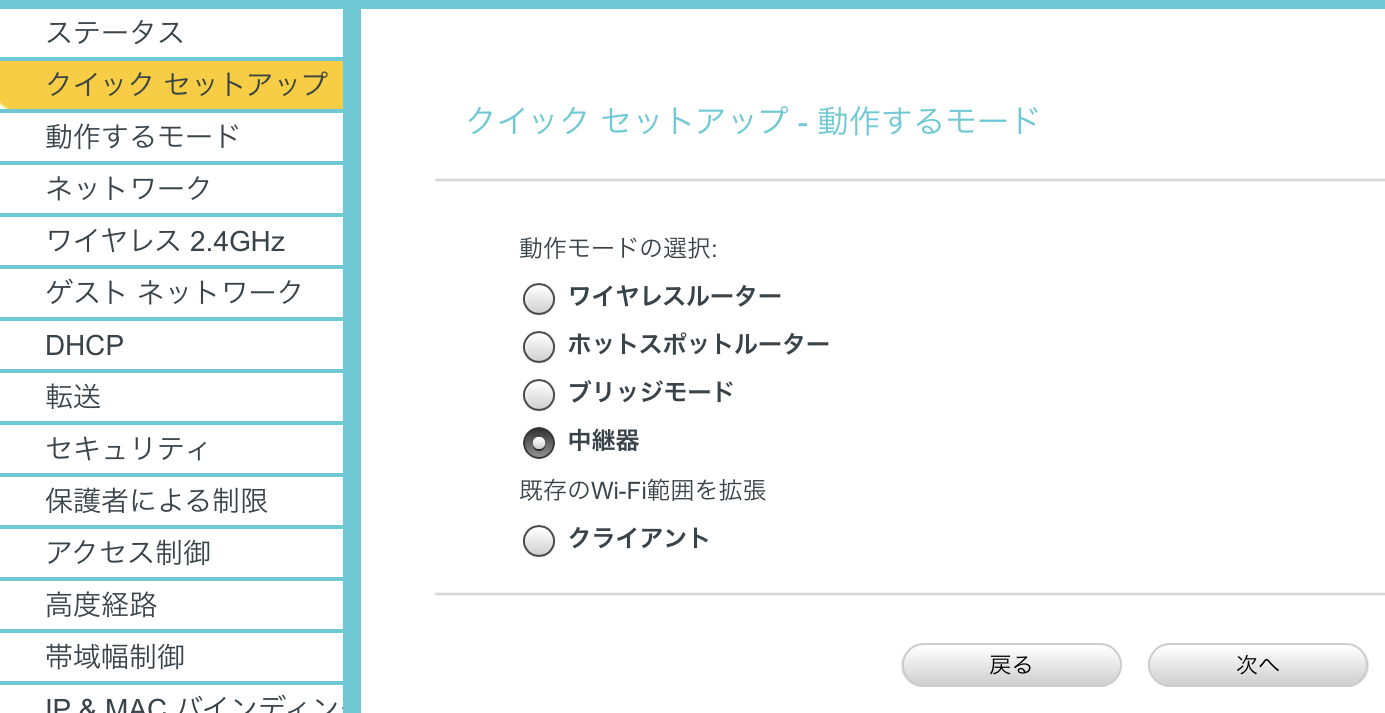 ステータス
クイック セットアップ
動作するモード
ネットワーク
ワイヤレス 2.4GHz
ゲスト ネットワーク
DHCP
転送
セキュリティ
保護者による制限
アクセス制御
高度経路
帯域幅制御
IP & MAC バインディン
クイック セットアップ - 動作するモード
動作モードの選択:
ワイヤレスルーター
ホットスポットルーター
ブリッジモード
中継器
既存のWi-Fi範囲を拡張
クライアント
戻る
次へ